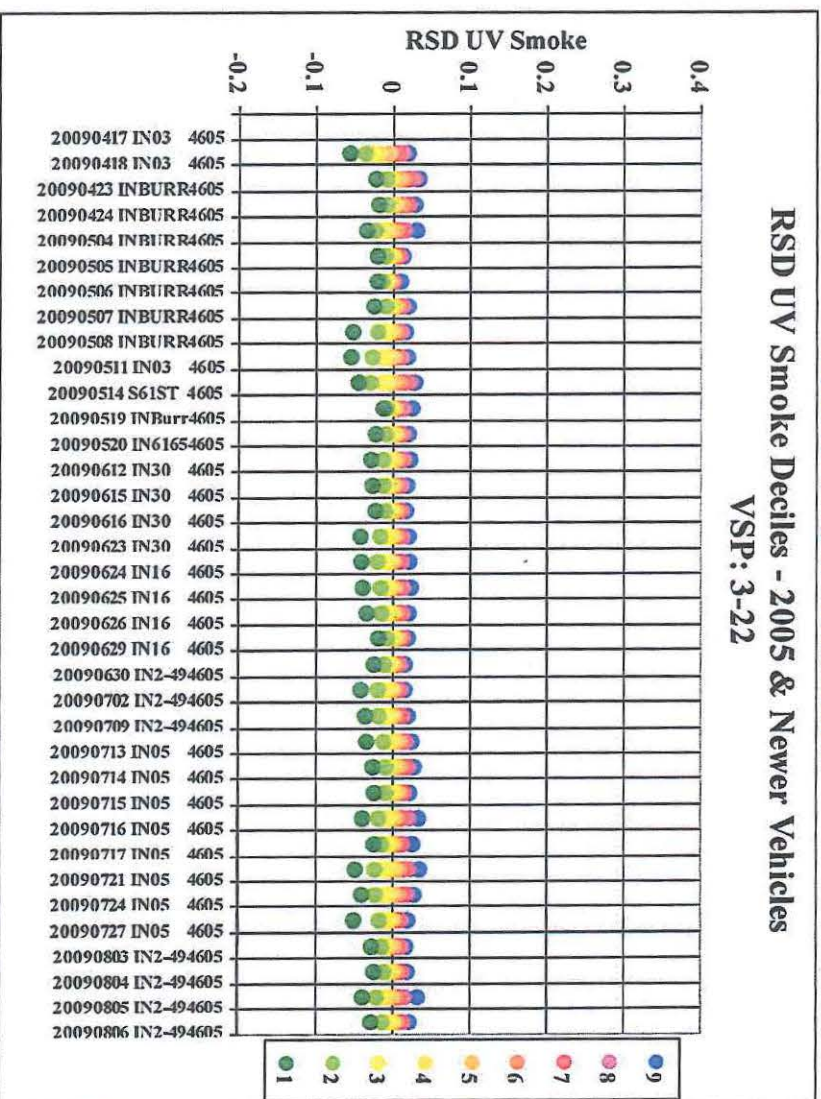 RSD UV Smoke Deciles - 2005 & Newer Vehicles
VSP: 3-22
RSD UV Smoke
0.4
0.3
0.2
0.1
0
-0.1
-0.2
20090417 IN03 4605
20090418 IN03 4605
20090423 INBURR4605
20090424 INBURR4605
20090504 INBURR4605
20090505 INBURR4605
20090506 INBURR4605
20090507 INBURR4605
20090508 INBURR4605
20090511 IN03 4605
20090514 S61ST 4605
20090519 INBurr4605
20090520 IN61654605
20090612 IN30 4605
20090615 IN30 4605
20090616 IN30 4605
20090623 IN30 4605
20090624 IN16 4605
20090625 IN16 4605
20090626 IN16 4605
20090629 IN16 4605
20090630 IN2-494605
20090702 IN2-494605
20090709 IN2-494605
20090713 IN05 4605
20090714 IN05 4605
20090715 IN05 4605
20090716 IN05 4605
20090717 IN05 4605
20090721 IN05 4605
20090724 IN05 4605
20090727 IN05 4605
20090803 IN2-494605
20090804 IN2-494605
20090805 IN2-494605
20090806 IN2-494605
1
2
3
4
5
6
7
8
9